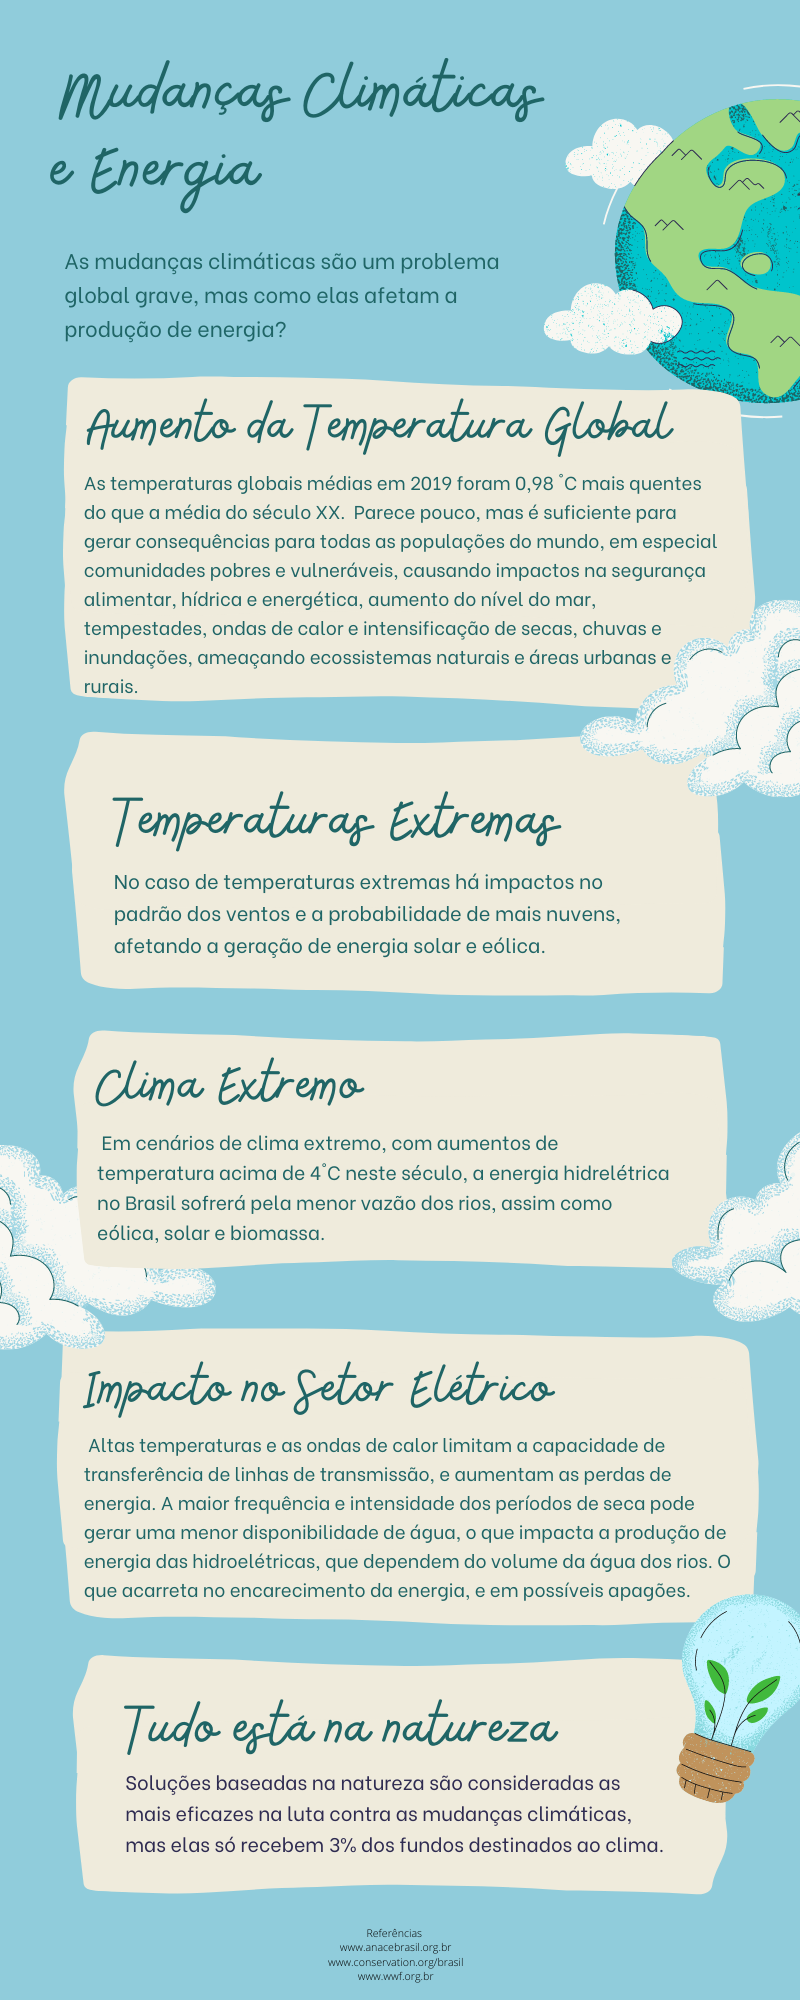 Mudanças Climáticas
e Energia
As mudanças climáticas são um problema
global grave, mas como elas afetam a
produção de energia?
Aumento da Temperatura Global
As temperaturas globais médias em 2019 foram 0,98 °C mais quentes
do que a média do século XX. Parece pouco, mas é suficiente para
gerar consequências para todas as populações do mundo, em especial
comunidades pobres e vulneráveis, causando impactos na segurança
alimentar, hídrica e energética, aumento do nível do mar,
tempestades, ondas de calor e intensificação de secas, chuvas e
inundações, ameaçando ecossistemas naturais e áreas urbanas e
rurais.
Temperaturas Extremas
No caso de temperaturas extremas há impactos no
padrão dos ventos e a probabilidade de mais nuvens,
afetando a geração de energia solar e eólica.
Clima Extremo
Em cenários de clima extremo, com aumentos de
temperatura acima de 4°C neste século, a energia hidrelétrica
no Brasil sofrerá pela menor vazão dos rios, assim como
eólica, solar e biomassa.
Impacto no Setor Elétrico
Altas temperaturas e as ondas de calor limitam a capacidade de
transferência de linhas de transmissão, e aumentam as perdas de
energia. A maior frequência e intensidade dos períodos de seca pode
gerar uma menor disponibilidade de água, o que impacta a produção de
energia das hidroelétricas, que dependem do volume da água dos rios. O
que acarreta no encarecimento da energia, e em possíveis apagões.
Tudo está na natureza
Soluções baseadas na natureza são consideradas as
mais eficazes na luta contra as mudanças climáticas,
mas elas só recebem 3% dos fundos destinados ao clima.
Referências
www.anacebrasil.org.br
www.conservation.org/brasil
www.wwf.org.br